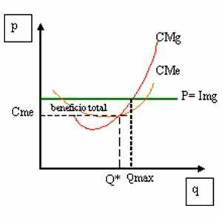 p
CMg
CMe
P= Img
beneficio total
Cme
Q* Qmax
q